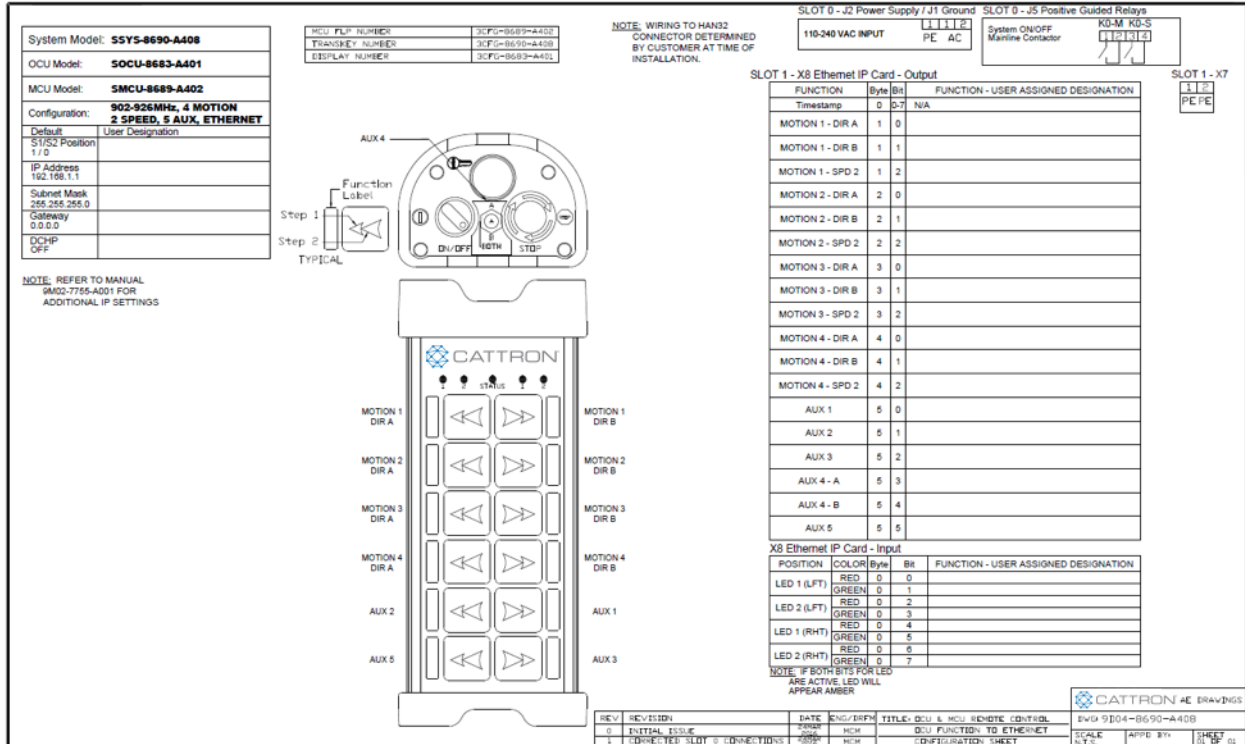 System Model: SSYS-8690-A408
OCU Model: SOCU-8683-A401
MCU Model: SMCU-8689-A402
Configuration: 902-926MHz, 4 MOTION
2 SPEED, 5 AUX, ETHERNET
Default User Designation
S1/S2 Position
1 / 0
IP Address
192.168.1.1
Subnet Mask
255.255.255.0
Gateway
0.0.0.0
DCHP
OFF
NOTE: REFER TO MANUAL
9M02-7755-A001 FOR
ADDITIONAL IP SETTINGS
MCU FLP NUMBER 3CFG-8689-A402
TRANSKEY NUMBER 3CFG-8690-A408
DISPLAY NUMBER 3CFG-8683-A401
NOTE: WIRING TO HAN32
CONNECTOR DETERMINED
BY CUSTOMER AT TIME OF
INSTALLATION.
SLOT 0 - J2 Power Supply / J1 Ground
110-240 VAC INPUT
1 1 2
PE AC
SLOT 0 - J5 Positive Guided Relays
System ON/OFF
Mainline Contactor
K0-M K0-S
1 2 3 4
SLOT 1 - X7
1 2
PE PE
AUX 4
Function
Label
Step 1
Step 2
TYPICAL
A
A
B
BOTH
ON/OFF
STOP
CATTRON
1 2 STATUS 1 2
MOTION 1
DIR A
MOTION 1
DIR B
MOTION 2
DIR A
MOTION 2
DIR B
MOTION 3
DIR A
MOTION 3
DIR B
MOTION 4
DIR A
MOTION 4
DIR B
AUX 2
AUX 1
AUX 5
AUX 3
SLOT 1 - X8 Ethernet IP Card - Output
FUNCTION Byte Bit FUNCTION - USER ASSIGNED DESIGNATION
Timestamp 0 0-7 N/A
MOTION 1 - DIR A 1 0
MOTION 1 - DIR B 1 1
MOTION 1 - SPD 2 1 2
MOTION 2 - DIR A 2 0
MOTION 2 - DIR B 2 1
MOTION 2 - SPD 2 2 2
MOTION 3 - DIR A 3 0
MOTION 3 - DIR B 3 1
MOTION 3 - SPD 2 3 2
MOTION 4 - DIR A 4 0
MOTION 4 - DIR B 4 1
MOTION 4 - SPD 2 4 2
AUX 1 5 0
AUX 2 5 1
AUX 3 5 2
AUX 4 - A 5 3
AUX 4 - B 5 4
AUX 5 5 5
X8 Ethernet IP Card - Input
POSITION COLOR Byte Bit FUNCTION - USER ASSIGNED DESIGNATION
LED 1 (LFT) RED 0 0
GREEN 0 1
LED 2 (LFT) RED 0 2
GREEN 0 3
LED 1 (RHT) RED 0 4
GREEN 0 5
LED 2 (RHT) RED 0 6
GREEN 0 7
NOTE: IF BOTH BITS FOR LED
ARE ACTIVE, LED WILL
APPEAR AMBER
REV REVISION DATE ENG/DRFM
0 INITIAL ISSUE MCM
1 CORRECTED SLOT 0 CONNECTIONS MCM
TITLE: OCU & MCU REMOTE CONTROL
OCU FUNCTION TO ETHERNET
CONFIGURATION SHEET
CATTRON AE DRAWINGS
DWG 9D04-8690-A408
SCALE
N.T.S.
APPD BY:
SHEET
01 OF 01